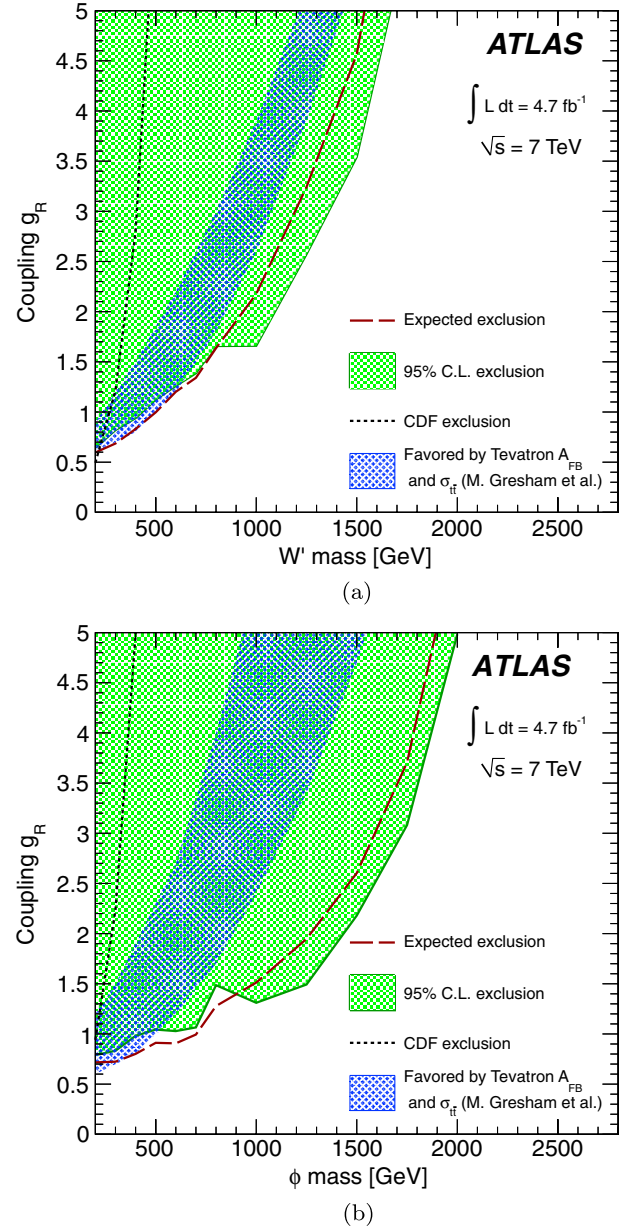 ATLAS
∫ L dt = 4.7 fb⁻¹
√s = 7 TeV
Coupling g_R
5
4.5
4
3.5
3
2.5
2
1.5
1
0.5
0
Expected exclusion
95% C.L. exclusion
CDF exclusion
Favored by Tevatron A_FB
and σ_tt̄ (M. Gresham et al.)
500 1000 1500 2000 2500
W' mass [GeV]
(a)
ATLAS
∫ L dt = 4.7 fb⁻¹
√s = 7 TeV
Coupling g_R
5
4.5
4
3.5
3
2.5
2
1.5
1
0.5
0
Expected exclusion
95% C.L. exclusion
CDF exclusion
Favored by Tevatron A_FB
and σ_tt̄ (M. Gresham et al.)
500 1000 1500 2000 2500
ϕ mass [GeV]
(b)